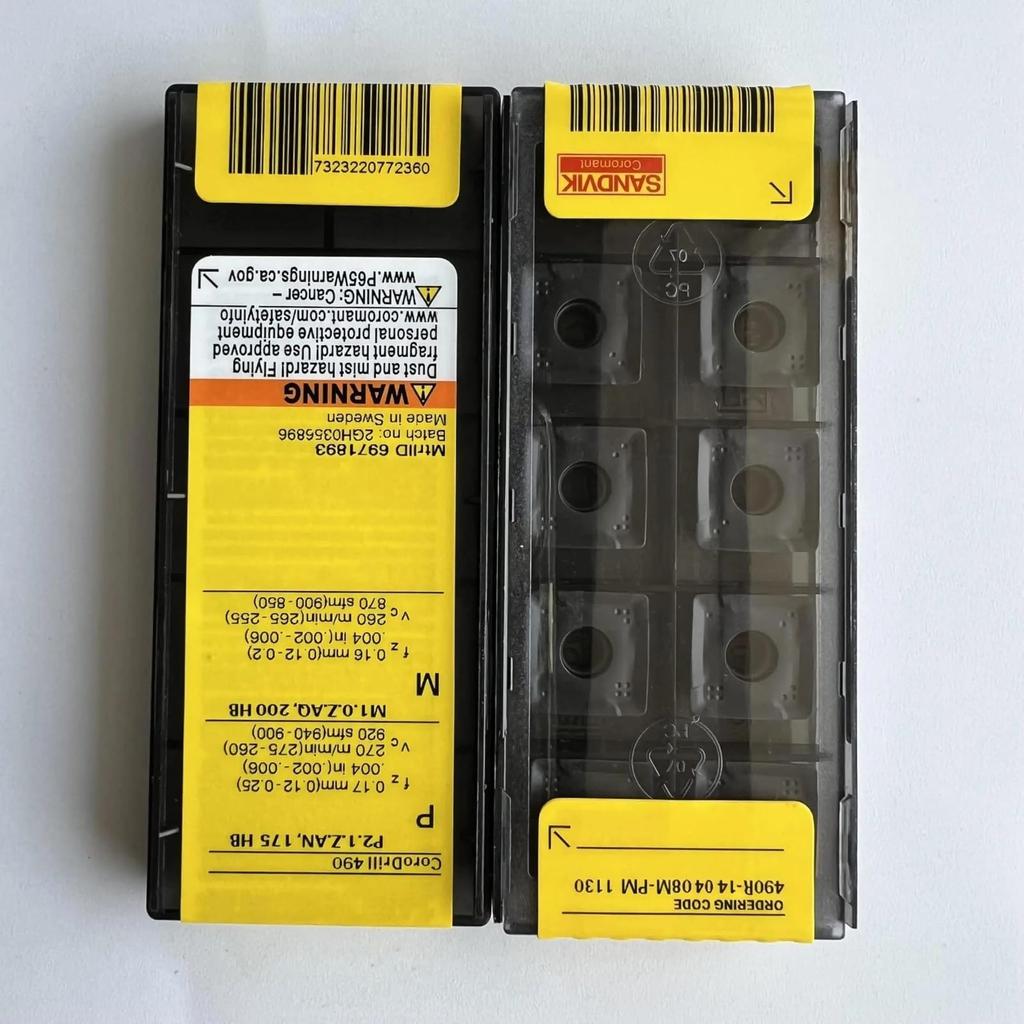 ORDERING CODE
490R-14 04 08M-PM 1130
07
PC
07
PC
SANDVIK
Coromant
CoroDrill 490
P2.1.Z.AN, 175 HB
P
fz 0.17 mm(0.12-0.25)
.004 in(.002-.006)
vc 270 m/min(275-260)
920 sfm(940-900)
M1.0.Z.AQ, 200 HB
M
fz 0.16 mm(0.12-0.2)
.004 in(.002-.006)
vc 260 m/min(265-255)
870 sfm(900-850)
MtrlID 6971893
Batch no: 2GH0356896
Made in Sweden
WARNING
Dust and mist hazard! Flying
fragment hazard! Use approved
personal protective equipment
www.coromant.com/safetyinfo
WARNING: Cancer –
www.P65Warnings.ca.gov
7323220772360